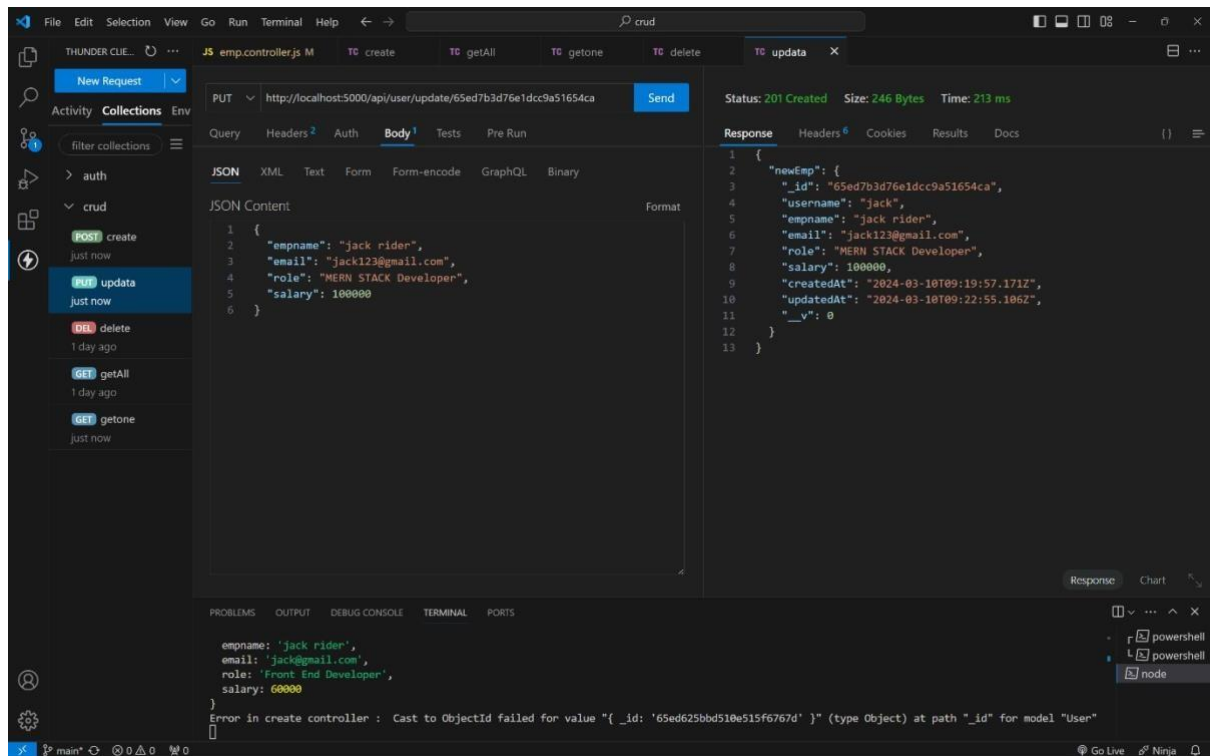 File Edit Selection View Go Run Terminal Help ← → crud
THUNDER CLIE... ···
New Request
Activity Collections Env
filter collections
auth
crud
POST create
just now
PUT updata
just now
DEL delete
1 day ago
GET getAll
1 day ago
GET getone
just now
JS emp.controller.js M TC create TC getAll TC getone TC delete TC updata ×
PUT http://localhost:5000/api/user/update/65ed7b3d76e1dcc9a51654ca Send
Query Headers 2 Auth Body 1 Tests Pre Run
JSON XML Text Form Form-encode GraphQL Binary
JSON Content Format
1 {
2 "empname": "jack rider",
3 "email": "jack123@gmail.com",
4 "role": "MERN STACK Developer",
5 "salary": 100000
6 }
Status: 201 Created Size: 246 Bytes Time: 213 ms
Response Headers 6 Cookies Results Docs {}
1 {
2 "newEmp": {
3 "_id": "65ed7b3d76e1dcc9a51654ca",
4 "username": "jack",
5 "empname": "jack rider",
6 "email": "jack123@gmail.com",
7 "role": "MERN STACK Developer",
8 "salary": 100000,
9 "createdAt": "2024-03-10T09:19:57.171Z",
10 "updatedAt": "2024-03-10T09:22:55.106Z",
11 "__v": 0
12 }
13 }
Response Chart
PROBLEMS OUTPUT DEBUG CONSOLE TERMINAL PORTS
empname: 'jack rider',
email: 'jack@gmail.com',
role: 'Front End Developer',
salary: 60000
}
Error in create controller : Cast to ObjectId failed for value "{ _id: '65ed625bbd510e515f6767d' }" (type Object) at path "_id" for model "User"
powershell
powershell
node
main* 0 0 0 Go Live Ninja